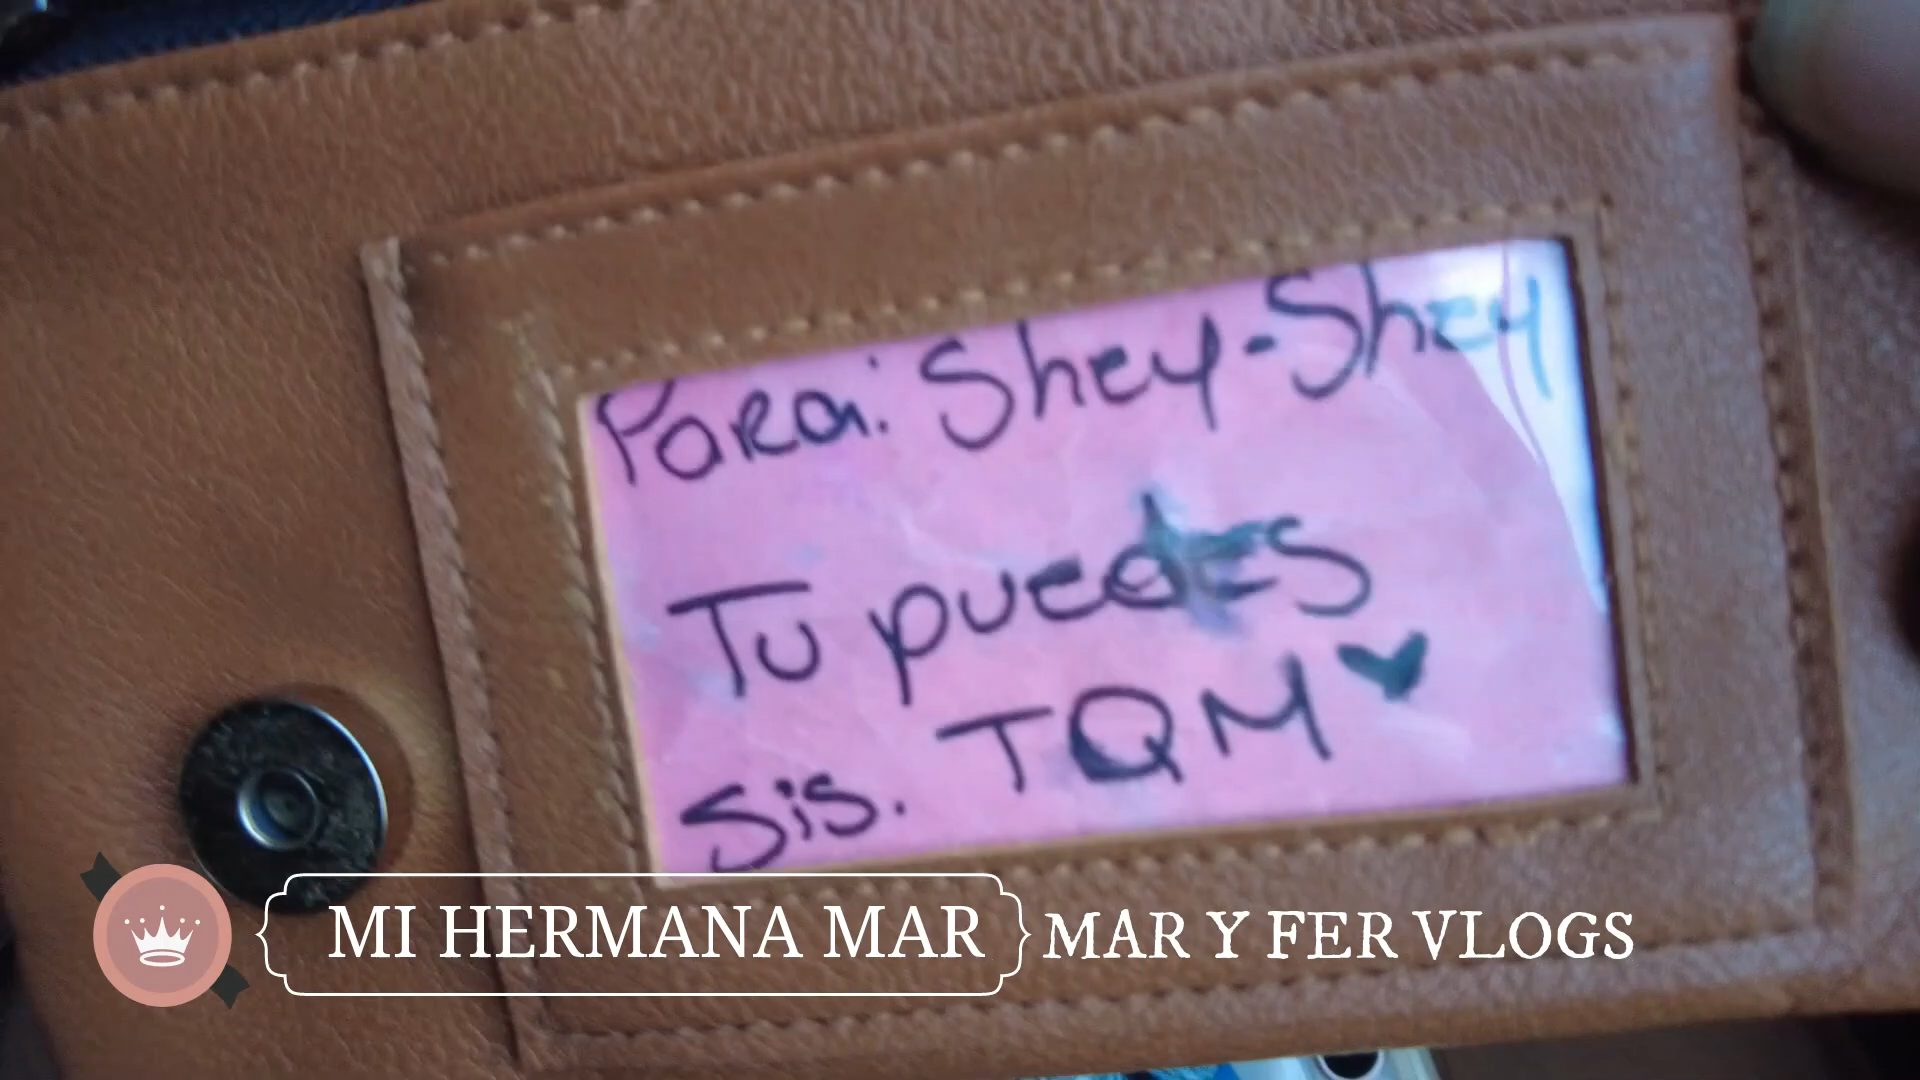 Para: Shey-Shey
Tu puedes
Sis. TQM
MI HERMANA MAR
MAR Y FER VLOGS